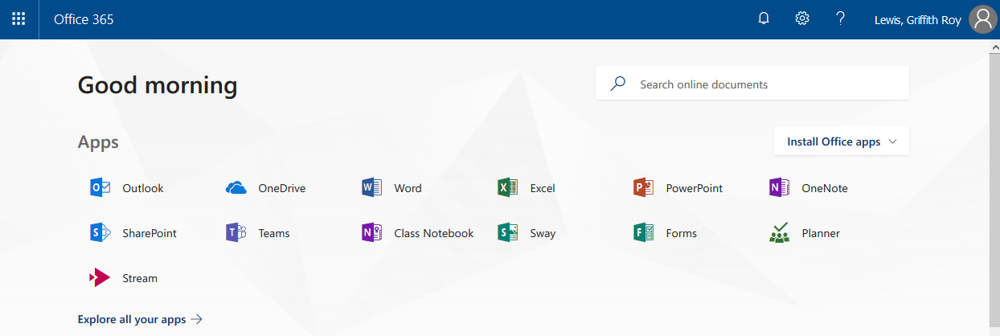 Office 365
Lewis, Griffith Roy
Good morning
Search online documents
Apps
Install Office apps
Outlook OneDrive Word Excel PowerPoint OneNote
SharePoint Teams Class Notebook Sway Forms Planner
Stream
Explore all your apps